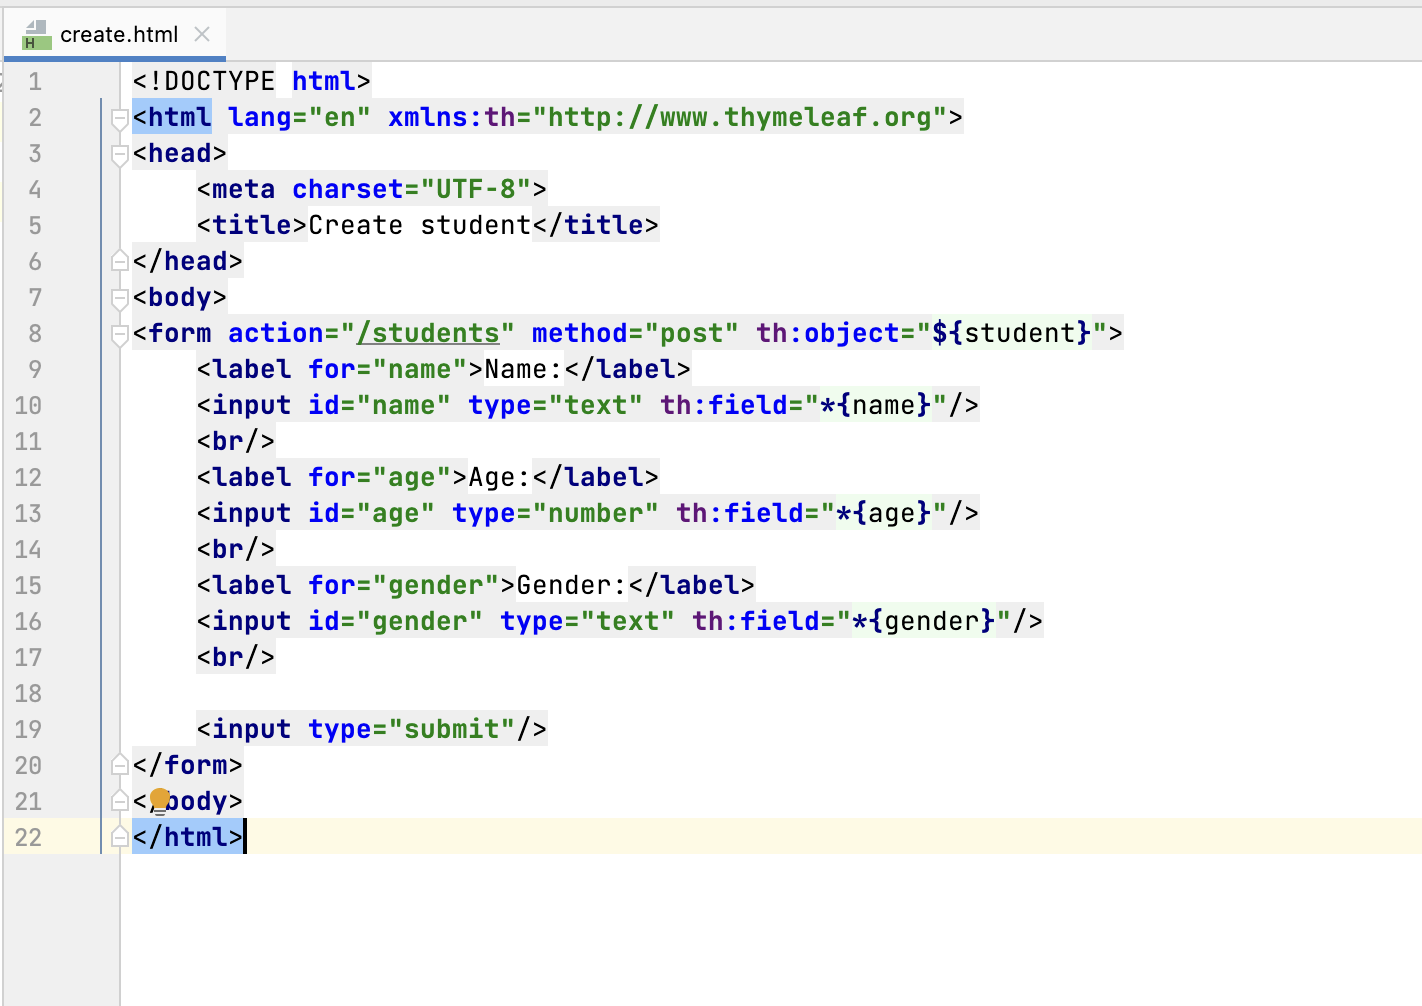 create.html
1 <!DOCTYPE html>
2 <html lang="en" xmlns:th="http://www.thymeleaf.org">
3 <head>
4     <meta charset="UTF-8">
5     <title>Create student</title>
6 </head>
7 <body>
8 <form action="/students" method="post" th:object="${student}">
9     <label for="name">Name:</label>
10     <input id="name" type="text" th:field="*{name}"/>
11     <br/>
12     <label for="age">Age:</label>
13     <input id="age" type="number" th:field="*{age}"/>
14     <br/>
15     <label for="gender">Gender:</label>
16     <input id="gender" type="text" th:field="*{gender}"/>
17     <br/>
18
19     <input type="submit"/>
20 </form>
21 </body>
22 </html>